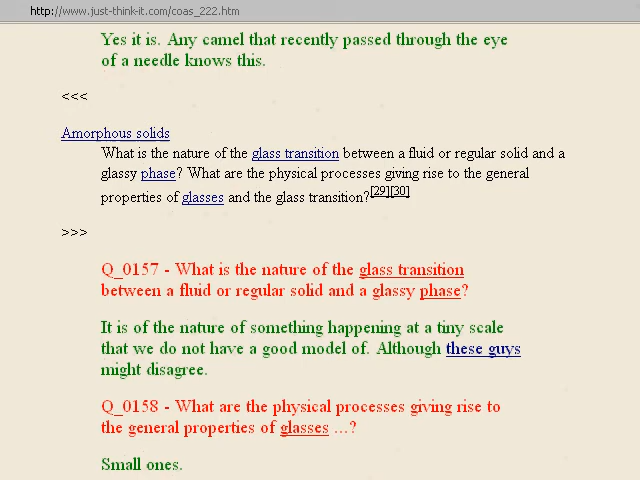 http://www.just-think-it.com/coas_222.htm
Yes it is. Any camel that recently passed through the eye
of a needle knows this.
<<<
Amorphous solids
What is the nature of the glass transition between a fluid or regular solid and a
glassy phase? What are the physical processes giving rise to the general
properties of glasses and the glass transition?[29][30]
>>>
Q_0157 - What is the nature of the glass transition
between a fluid or regular solid and a glassy phase?
It is of the nature of something happening at a tiny scale
that we do not have a good model of. Although these guys
might disagree.
Q_0158 - What are the physical processes giving rise to
the general properties of glasses ...?
Small ones.